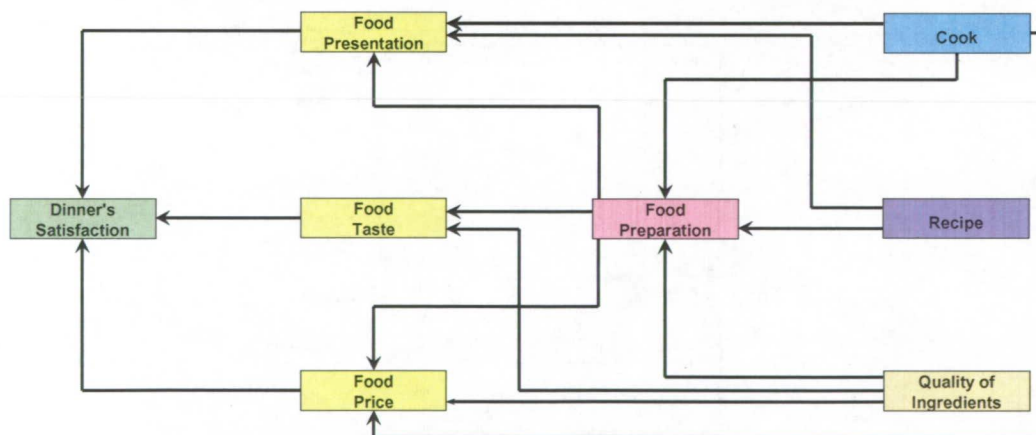 Food
Presentation
Cook
Dinner's
Satisfaction
Food
Taste
Food
Preparation
Recipe
Food
Price
Quality of
Ingredients